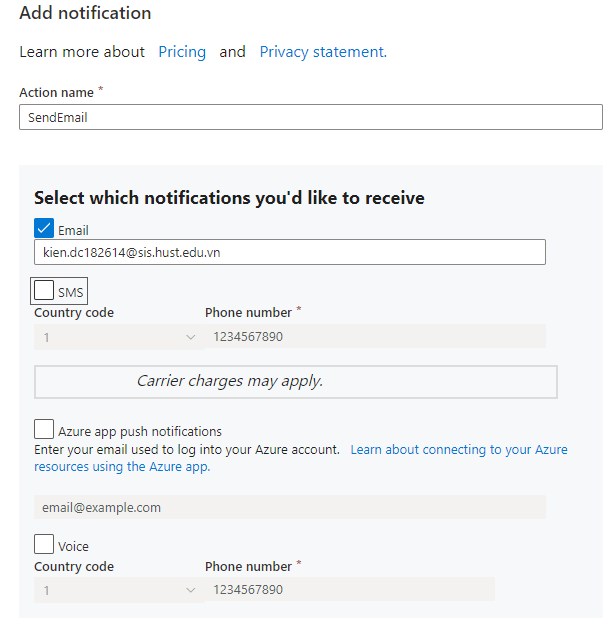 Add notification
Learn more about Pricing and Privacy statement.
Action name *
SendEmail
Select which notifications you'd like to receive
Email
kien.dc182614@sis.hust.edu.vn
SMS
Country code Phone number *
1 1234567890
Carrier charges may apply.
Azure app push notifications
Enter your email used to log into your Azure account. Learn about connecting to your Azure
resources using the Azure app.
email@example.com
Voice
Country code Phone number *
1 1234567890